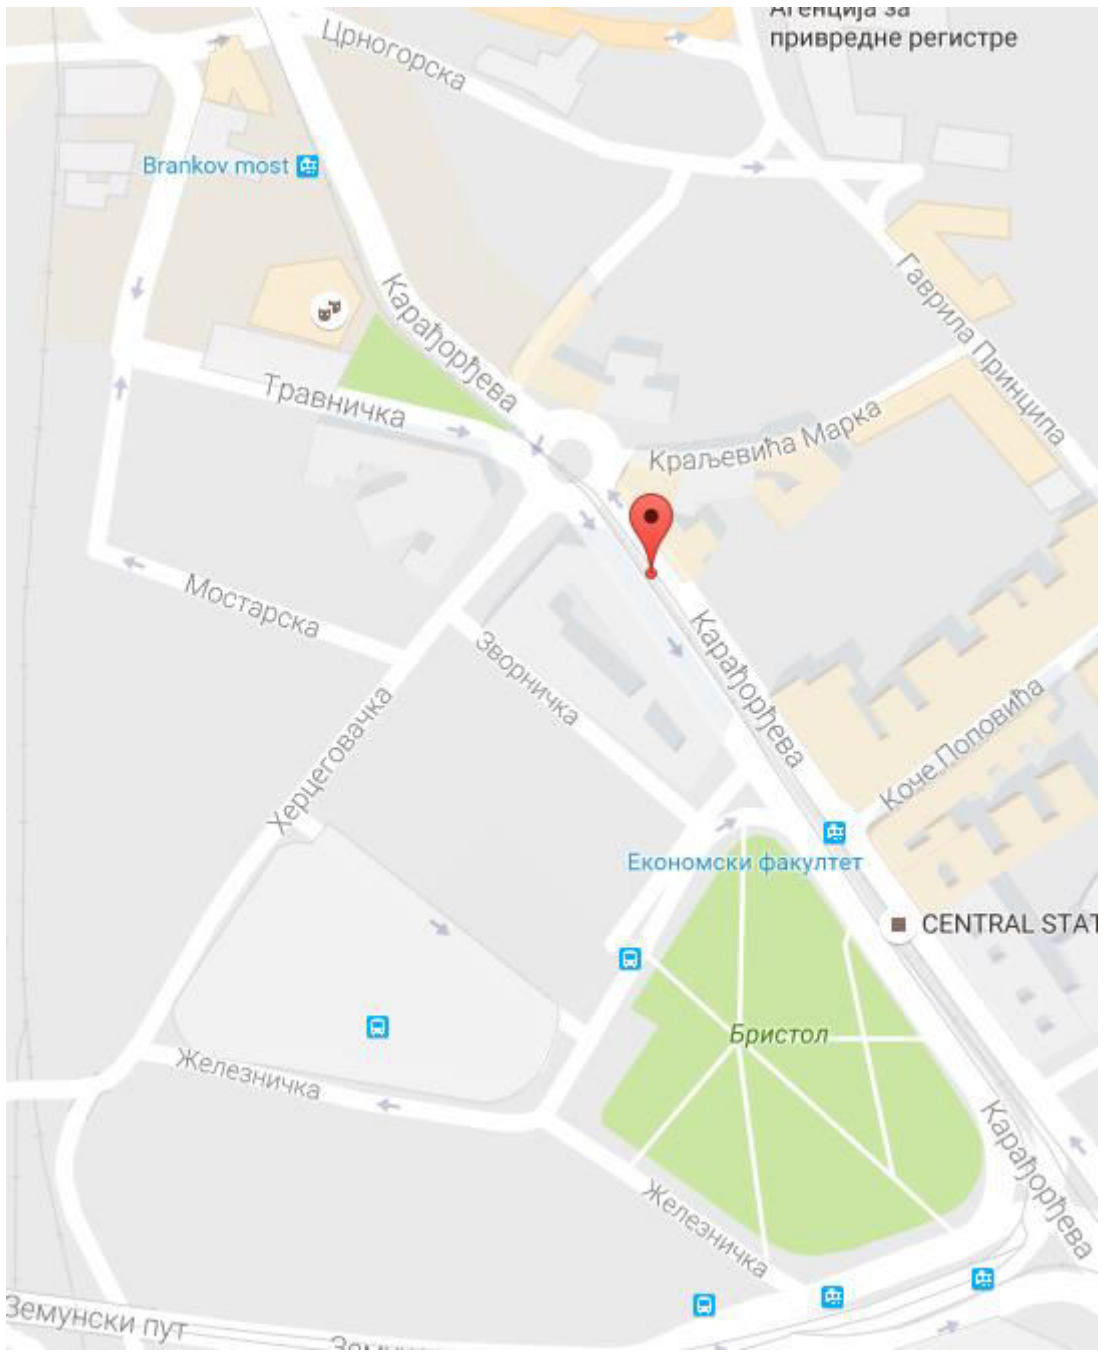 Агенција за
привредне регистре
Црногорска
Brankov most
Карађорђева
Гаврила Принципа
Травничка
Краљевића Марка
Мостарска
Зворничка
Карађорђева
Херцеговачка
Коче Поповића
Економски факултет
CENTRAL STAT
Бристол
Железничка
Карађорђева
Железничка
Земунски пут